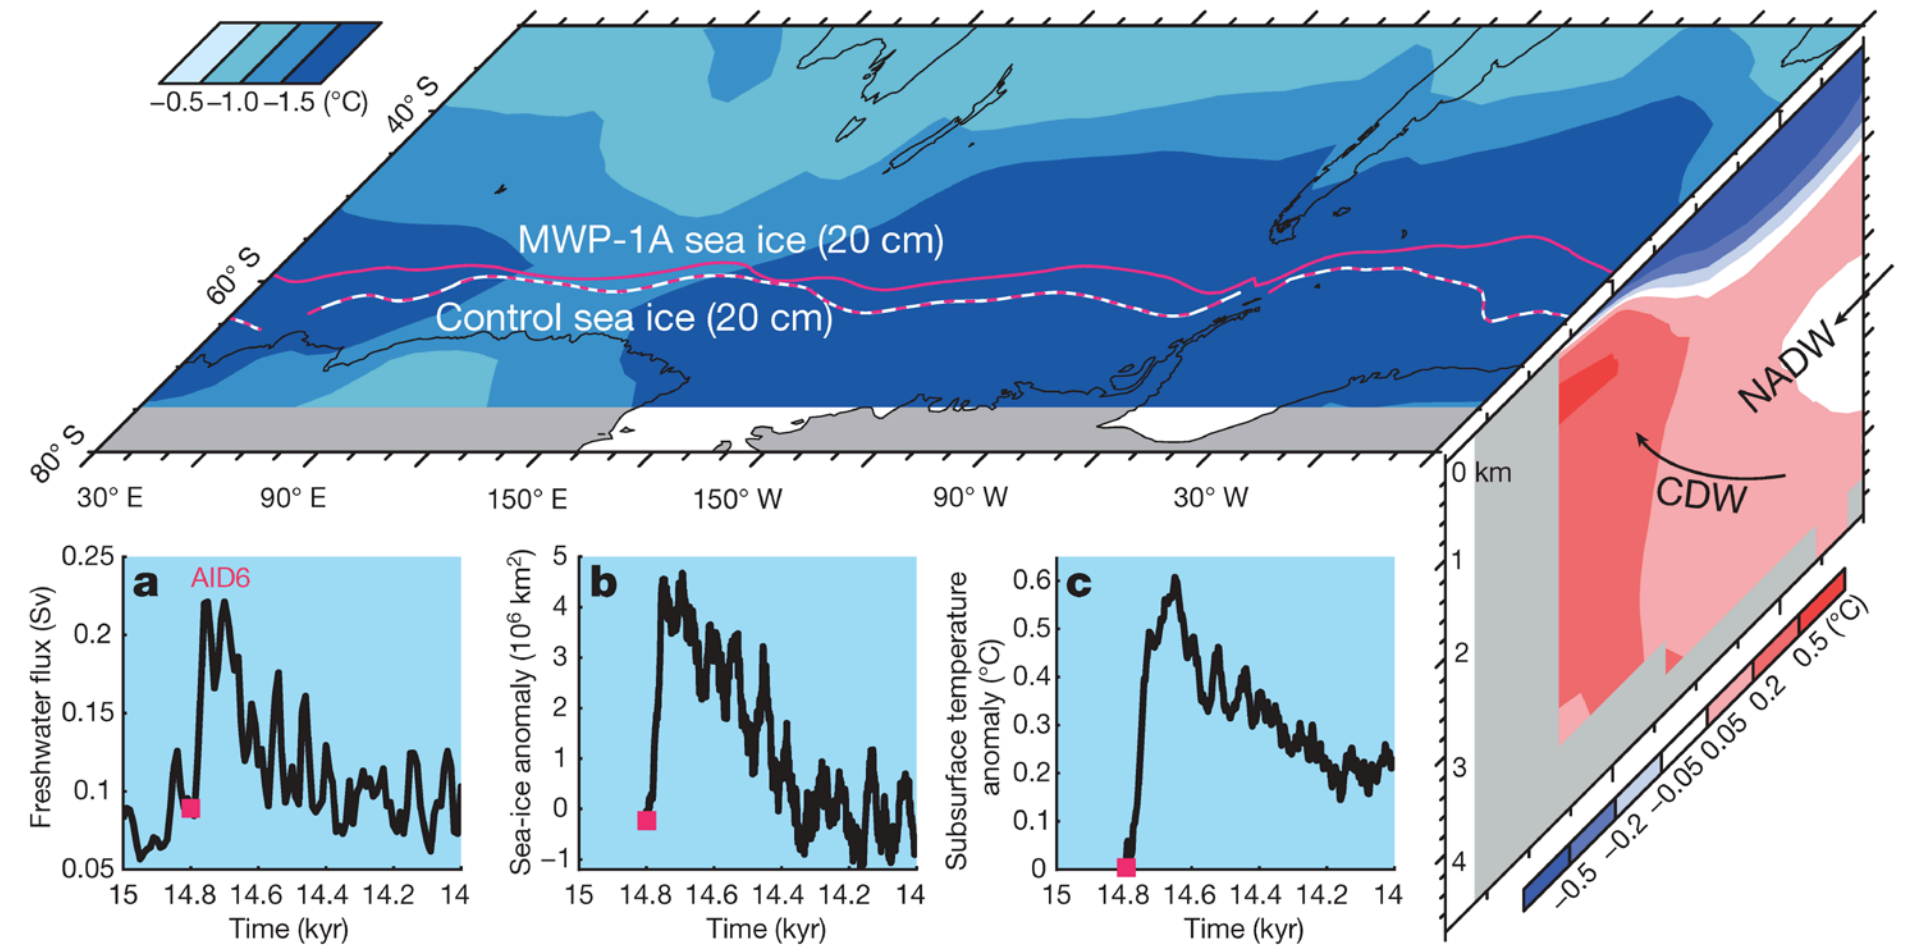 −0.5 −1.0 −1.5 (°C)
40° S
60° S
80° S
MWP-1A sea ice (20 cm)
Control sea ice (20 cm)
30° E 90° E 150° E 150° W 90° W 30° W
NADW
CDW
0 km
1
2
3
4
−0.5 −0.2 −0.05 0.05 0.2 0.5 (°C)
a
AID6
Freshwater flux (Sv)
0.25
0.2
0.15
0.1
0.05
15 14.8 14.6 14.4 14.2 14
Time (kyr)
b
Sea-ice anomaly (10⁶ km²)
5
4
3
2
1
0
−1
15 14.8 14.6 14.4 14.2 14
Time (kyr)
c
Subsurface temperature
anomaly (°C)
0.6
0.5
0.4
0.3
0.2
0.1
0
15 14.8 14.6 14.4 14.2 14
Time (kyr)